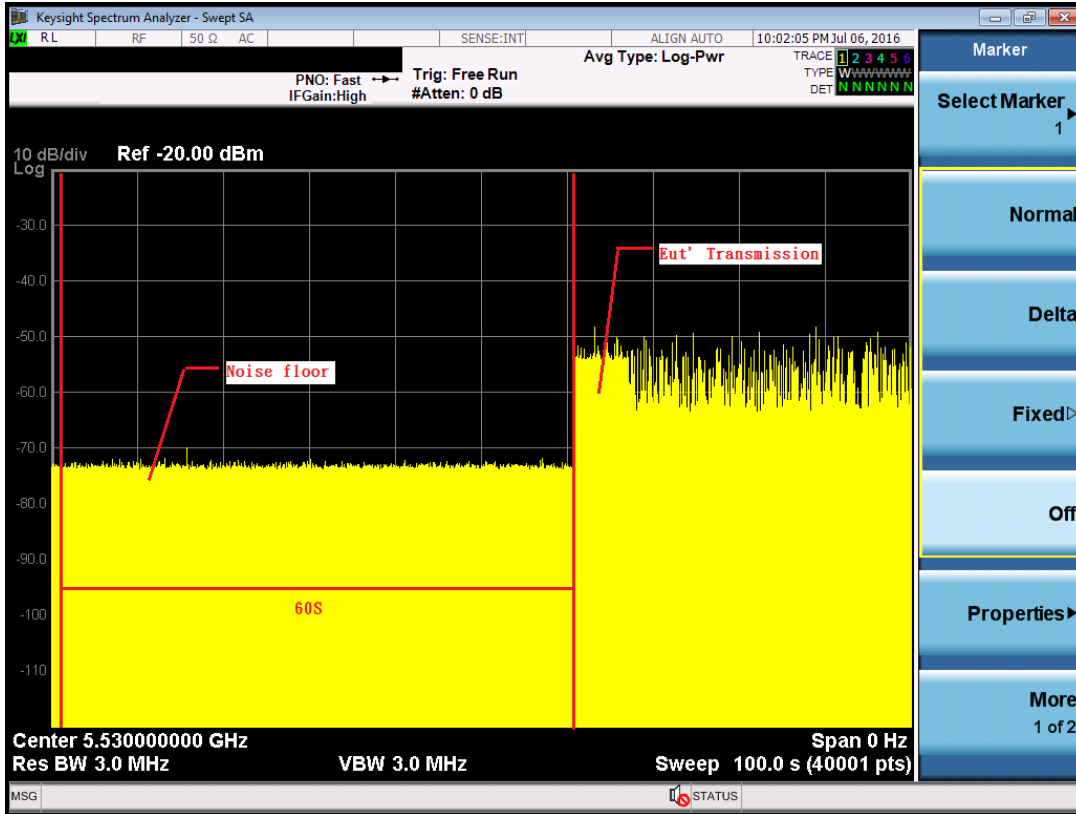 Keysight Spectrum Analyzer - Swept SA
LXI RL RF 50 Ω AC SENSE:INT ALIGN AUTO 10:02:05 PM Jul 06, 2016
PNO: Fast
IFGain:High
Trig: Free Run
#Atten: 0 dB
Avg Type: Log-Pwr
TRACE 1 2 3 4 5 6
TYPE W W W W W W
DET N N N N N N
10 dB/div Ref -20.00 dBm
Log
-30.0
-40.0
-50.0
-60.0
-70.0
-80.0
-90.0
-100
-110
Eut' Transmission
Noise floor
60S
Center 5.530000000 GHz Span 0 Hz
Res BW 3.0 MHz VBW 3.0 MHz Sweep 100.0 s (40001 pts)
MSG STATUS
Marker
Select Marker
1
Normal
Delta
Fixed
Off
Properties
More
1 of 2